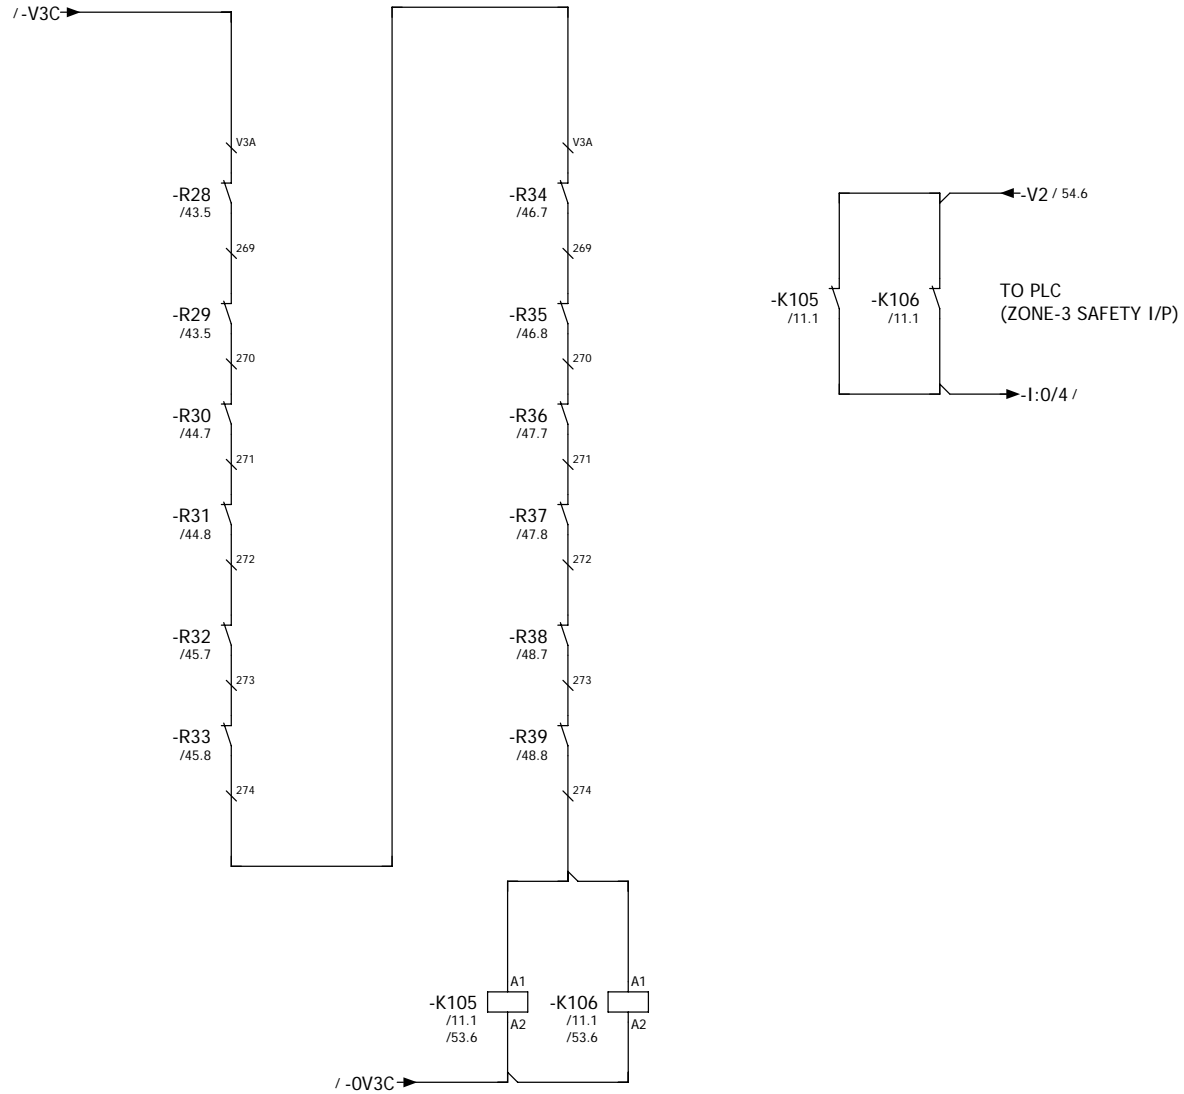 / -V3C
V3A
-R28
/43.5
269
-R29
/43.5
270
-R30
/44.7
271
-R31
/44.8
272
-R32
/45.7
273
-R33
/45.8
274
V3A
-R34
/46.7
269
-R35
/46.8
270
-R36
/47.7
271
-R37
/47.8
272
-R38
/48.7
273
-R39
/48.8
274
A1
-K105
/11.1
/53.6
A2
A1
-K106
/11.1
/53.6
A2
/ -0V3C
-V2 / 54.6
-K105
/11.1
-K106
/11.1
TO PLC
(ZONE-3 SAFETY I/P)
-I:0/4 /